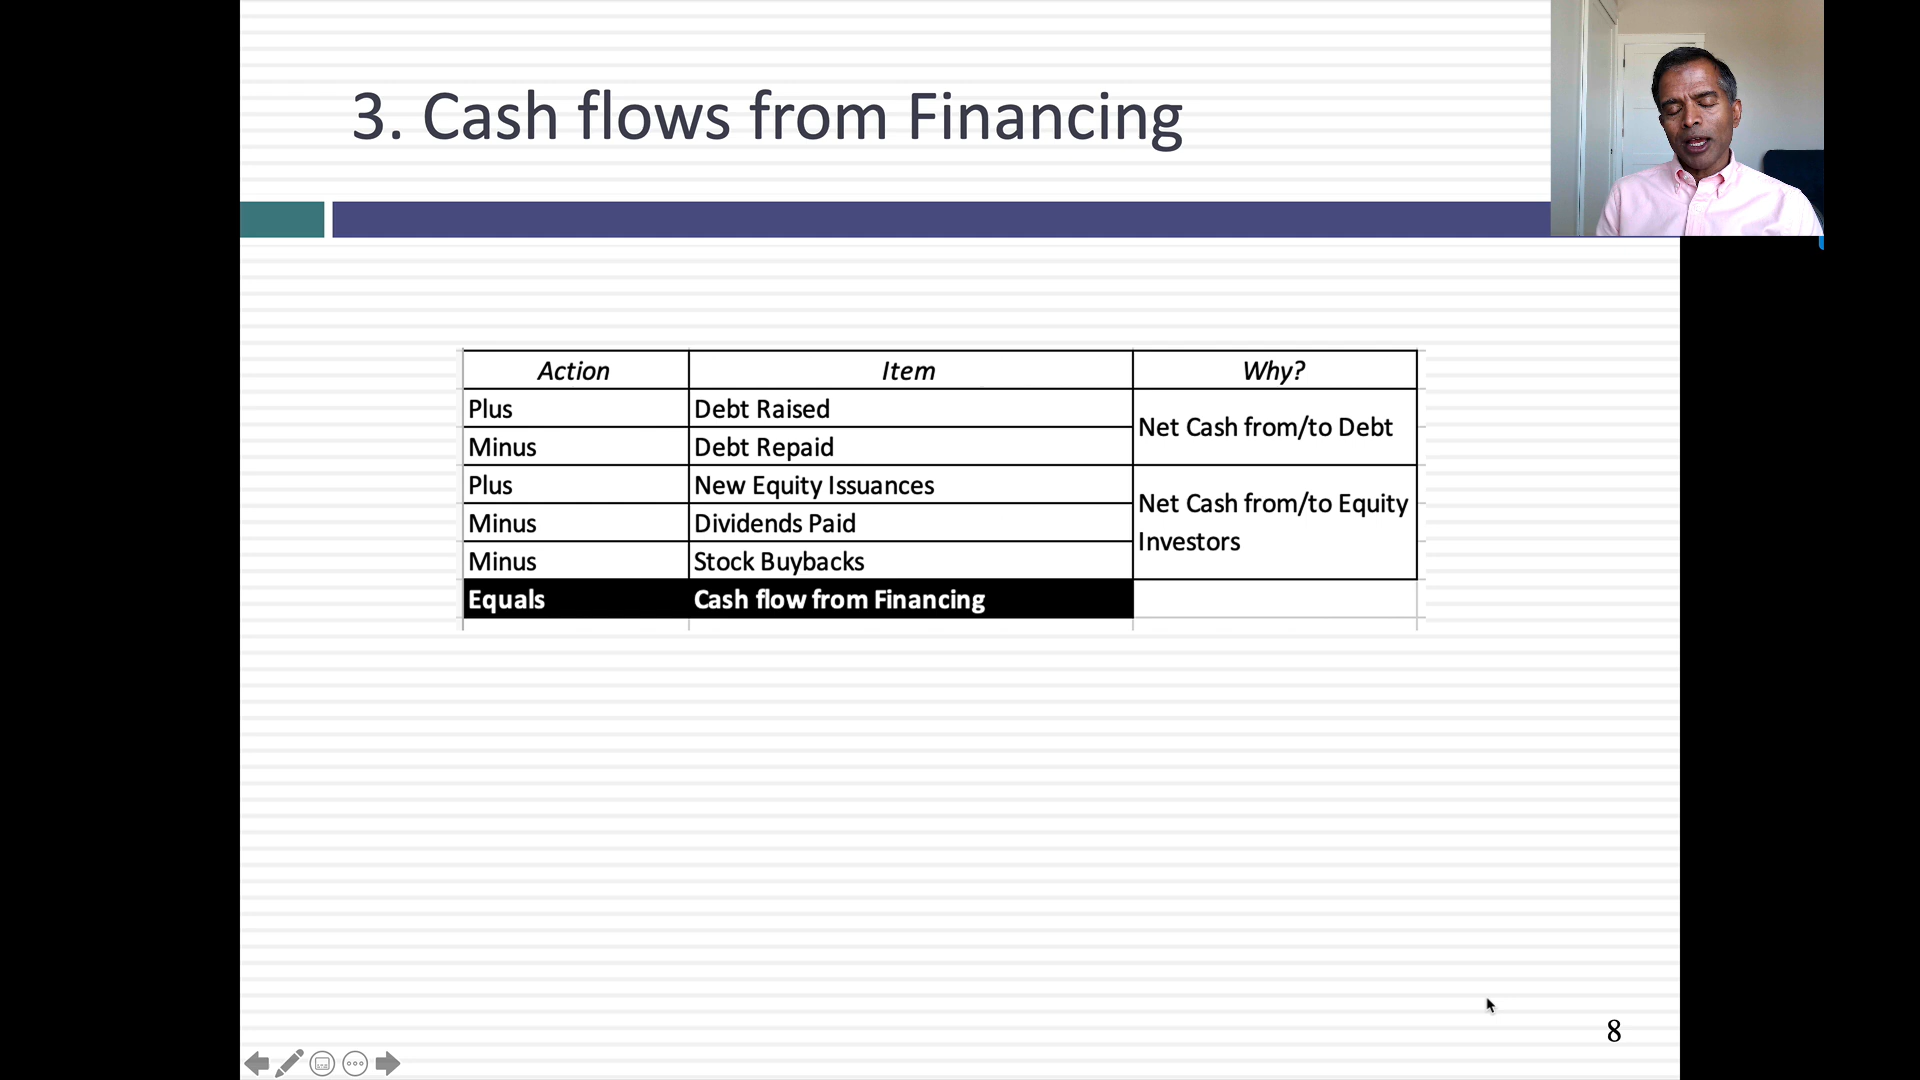 3. Cash flows from Financing
Action Item Why?
Plus Debt Raised
Net Cash from/to Debt
Minus Debt Repaid
Plus New Equity Issuances
Net Cash from/to Equity
Investors
Minus Dividends Paid
Minus Stock Buybacks
Equals Cash flow from Financing
8